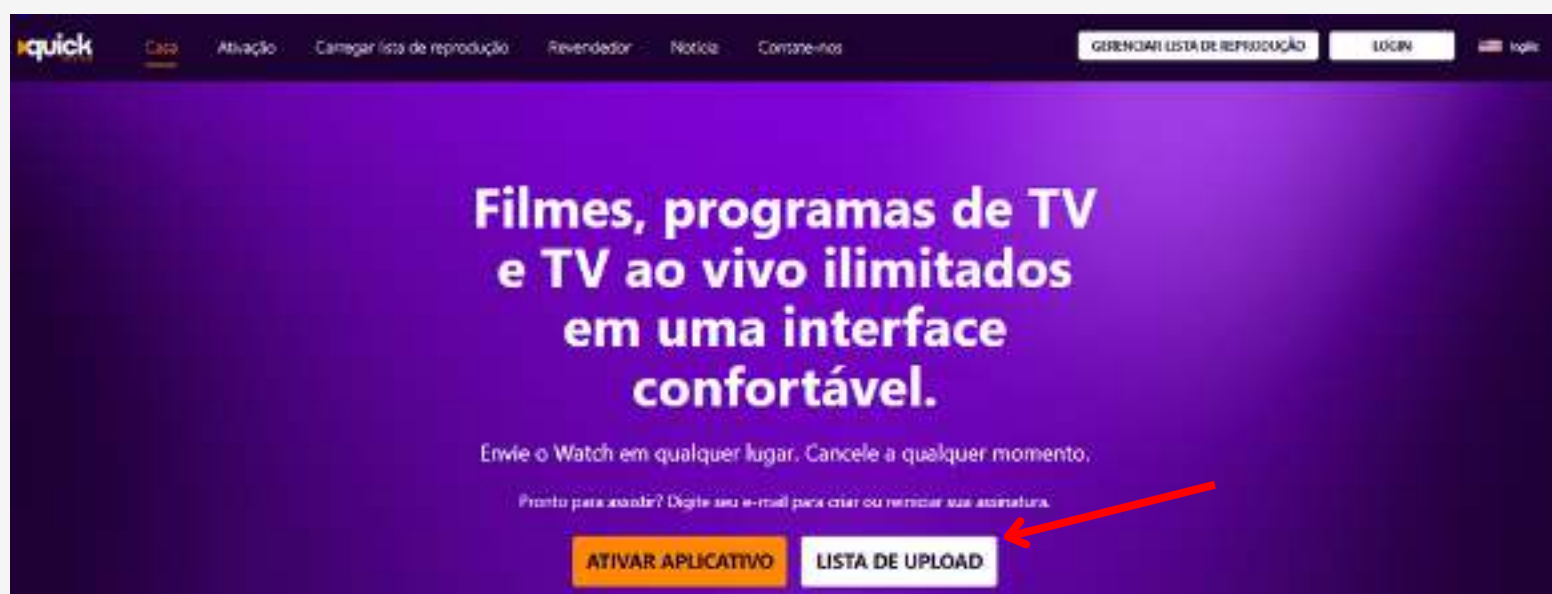 quick
Casa Ativação Carregar lista de reprodução Revendedor Notícia Contate-nos GERENCIAR LISTA DE REPRODUÇÃO LOGIN Inglês
Filmes, programas de TV
e TV ao vivo ilimitados
em uma interface
confortável.
Envie o Watch em qualquer lugar. Cancele a qualquer momento.
Pronto para assistir? Digite seu e-mail para criar ou reiniciar sua assinatura.
ATIVAR APLICATIVO LISTA DE UPLOAD